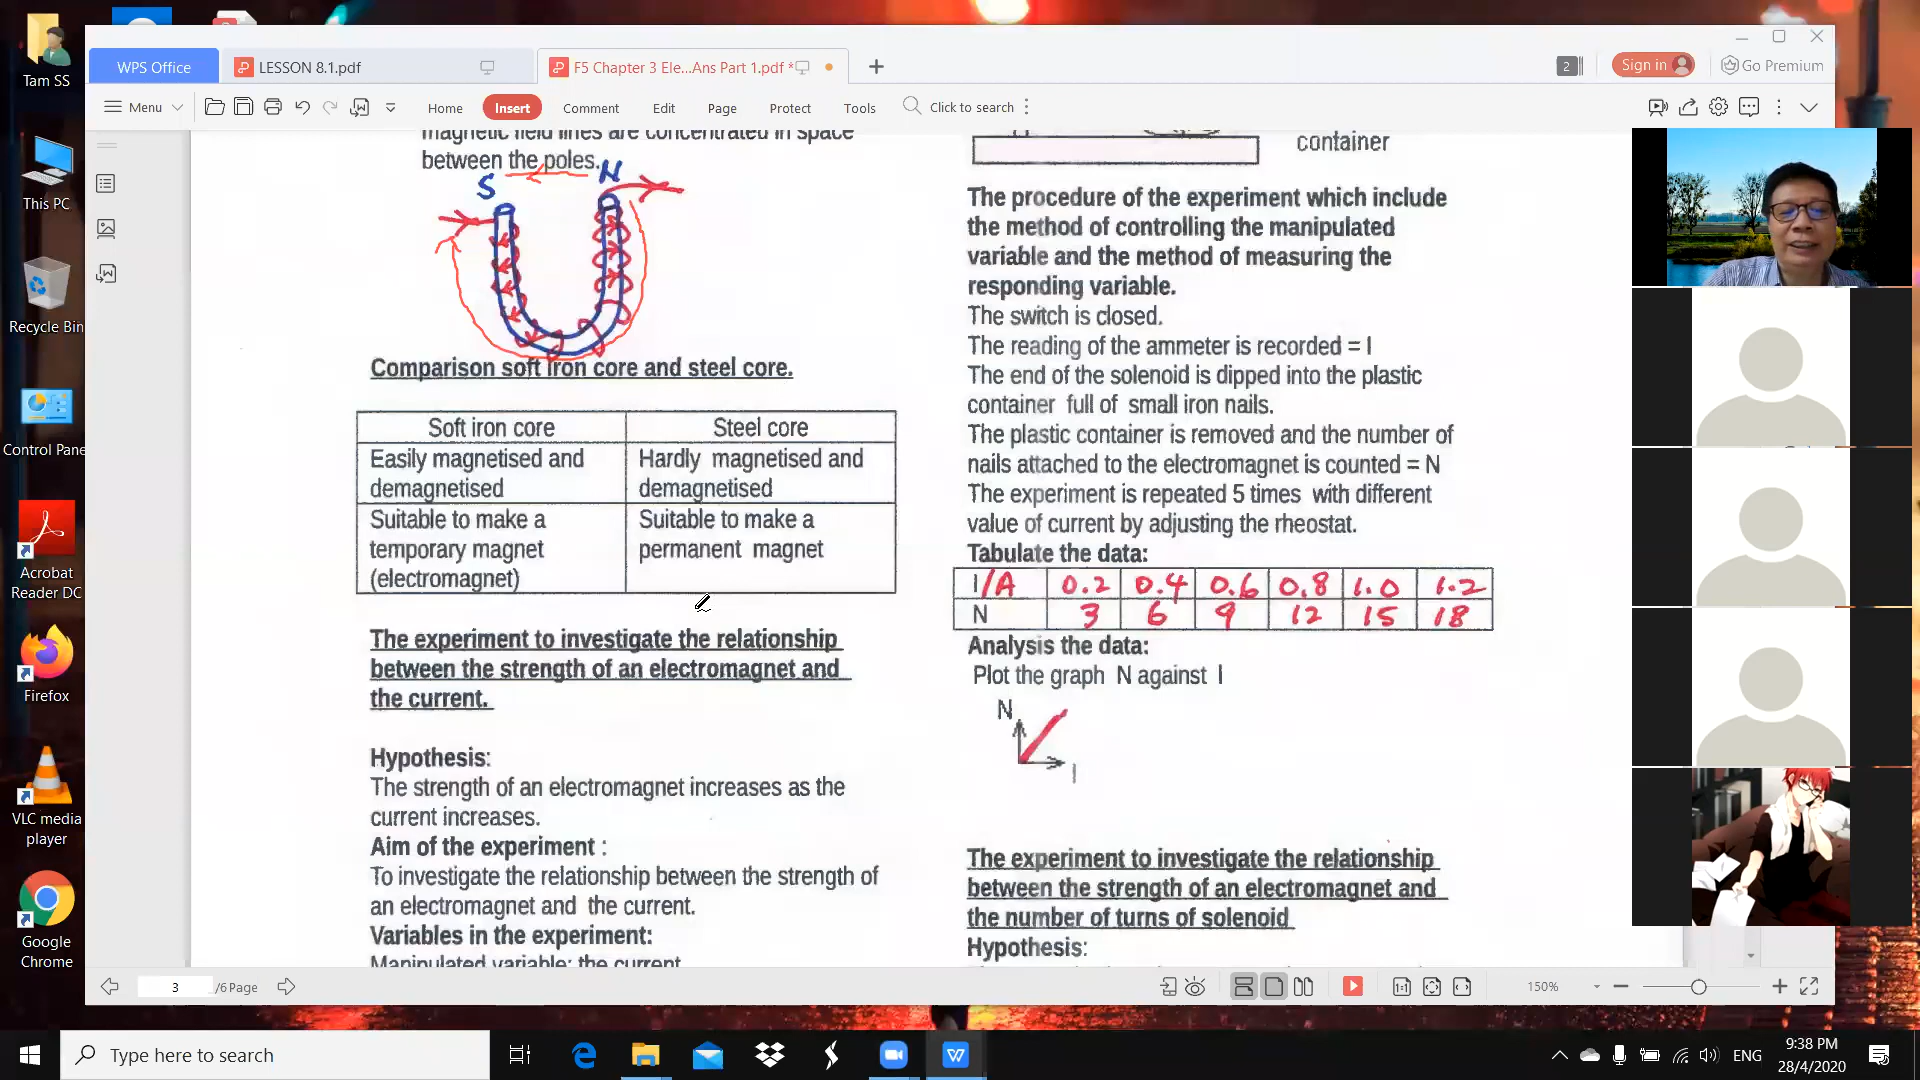 Tam SS
This PC
Recycle Bin
Control Pane
Acrobat
Reader DC
Firefox
VLC media
player
Google
Chrome
WPS Office
LESSON 8.1.pdf
F5 Chapter 3 Ele...Ans Part 1.pdf *
2
Sign in
Go Premium
Menu
Home
Insert
Comment
Edit
Page
Protect
Tools
Click to search
magnetic field lines are concentrated in space
between the poles.
S
N
Comparison soft iron core and steel core.
Soft iron core
Steel core
Easily magnetised and
demagnetised
Hardly magnetised and
demagnetised
Suitable to make a
temporary magnet
(electromagnet)
Suitable to make a
permanent magnet
The experiment to investigate the relationship
between the strength of an electromagnet and
the current.
Hypothesis:
The strength of an electromagnet increases as the
current increases.
Aim of the experiment :
To investigate the relationship between the strength of
an electromagnet and the current.
Variables in the experiment:
Manipulated variable: the current
container
The procedure of the experiment which include
the method of controlling the manipulated
variable and the method of measuring the
responding variable.
The switch is closed.
The reading of the ammeter is recorded = I
The end of the solenoid is dipped into the plastic
container full of small iron nails.
The plastic container is removed and the number of
nails attached to the electromagnet is counted = N
The experiment is repeated 5 times with different
value of current by adjusting the rheostat.
Tabulate the data:
I/A 0.2 0.4 0.6 0.8 1.0 1.2
N 3 6 9 12 15 18
Analysis the data:
Plot the graph N against I
N
I
The experiment to investigate the relationship
between the strength of an electromagnet and
the number of turns of solenoid
Hypothesis:
3
/6Page
150%
Type here to search
ENG
9:38 PM
28/4/2020